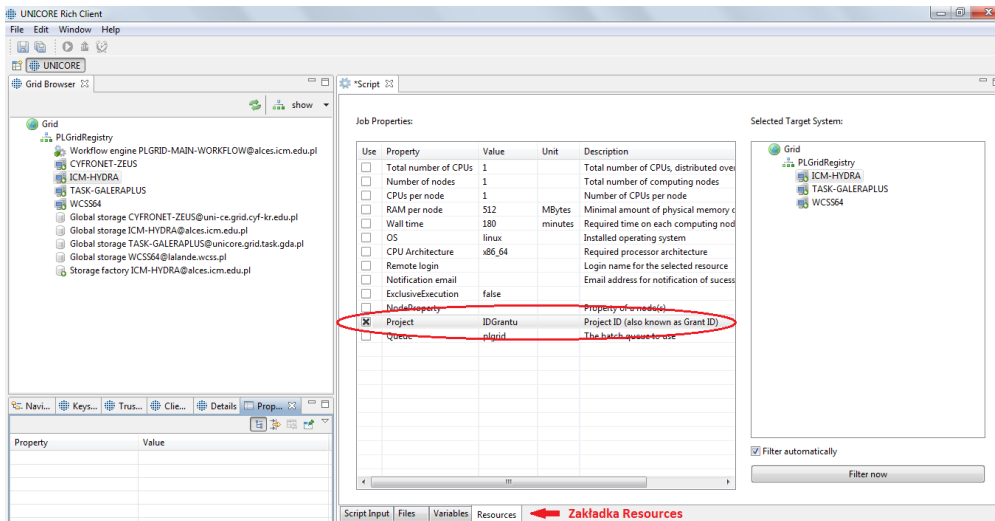 UNICORE Rich Client
File Edit Window Help
UNICORE
Grid Browser
show
Grid
PLGridRegistry
Workflow engine PLGRID-MAIN-WORKFLOW@alces.icm.edu.pl
CYFRONET-ZEUS
ICM-HYDRA
TASK-GALERAPLUS
WCSS64
Global storage CYFRONET-ZEUS@uni-ce.grid.cyf-kr.edu.pl
Global storage ICM-HYDRA@alces.icm.edu.pl
Global storage TASK-GALERAPLUS@unicore.grid.task.gda.pl
Global storage WCSS64@lalande.wcss.pl
Storage factory ICM-HYDRA@alces.icm.edu.pl
Navi... Keys... Trus... Clie... Details Prop...
Property Value
*Script
Job Properties:
Use Property Value Unit Description
Total number of CPUs 1 Total number of CPUs, distributed over
Number of nodes 1 Total number of computing nodes
CPUs per node 1 Number of CPUs per node
RAM per node 512 MBytes Minimal amount of physical memory
Wall time 180 minutes Required time on each computing nod
OS linux Installed operating system
CPU Architecture x86_64 Required processor architecture
Remote login Login name for the selected resource
Notification email Email address for notification of sucess
ExclusiveExecution false
NodeProperty Property of a node(s)
Project IDGrantu Project ID (also known as Grant ID)
Queue plgrid The batch queue to use
Script Input Files Variables Resources Zakładka Resources
Selected Target System:
Grid
PLGridRegistry
ICM-HYDRA
TASK-GALERAPLUS
WCSS64
Filter automatically
Filter now